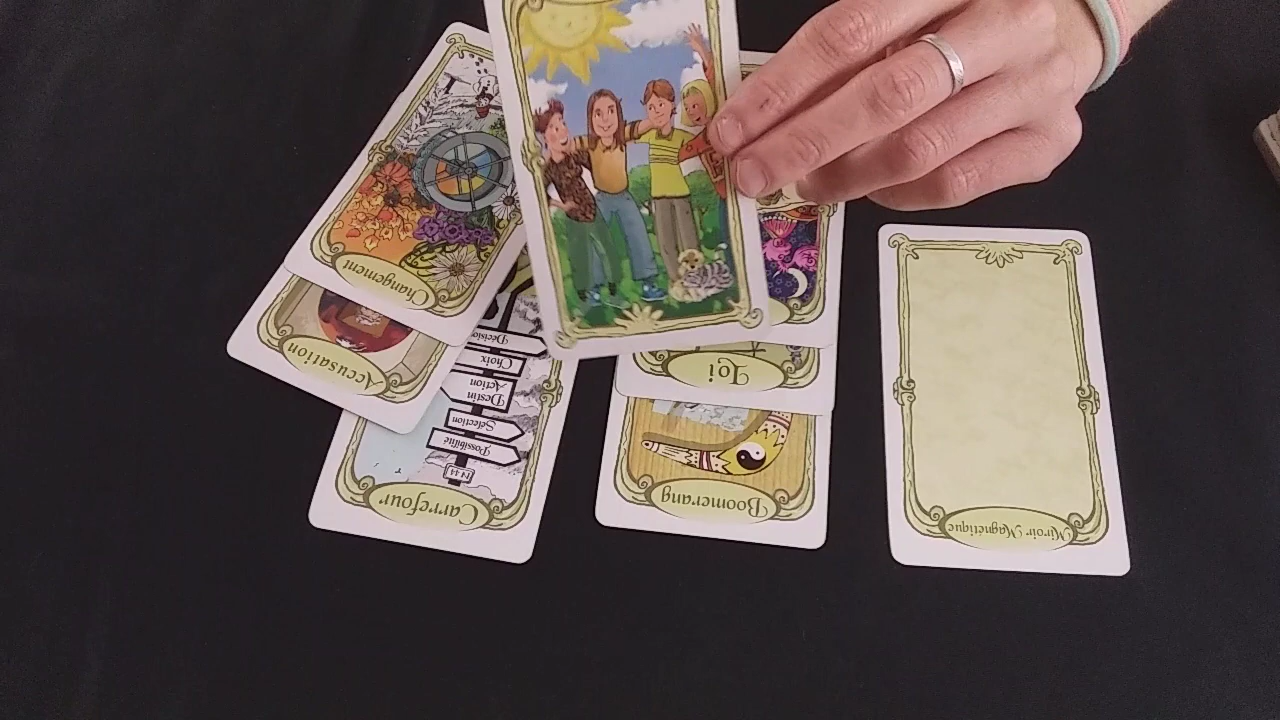 Changement
Accusation
Décision
Choix
Action
Destin
Sélection
Possibilité
N 44
Carrefour
Loi
Boomerang
Miroir Magnétique